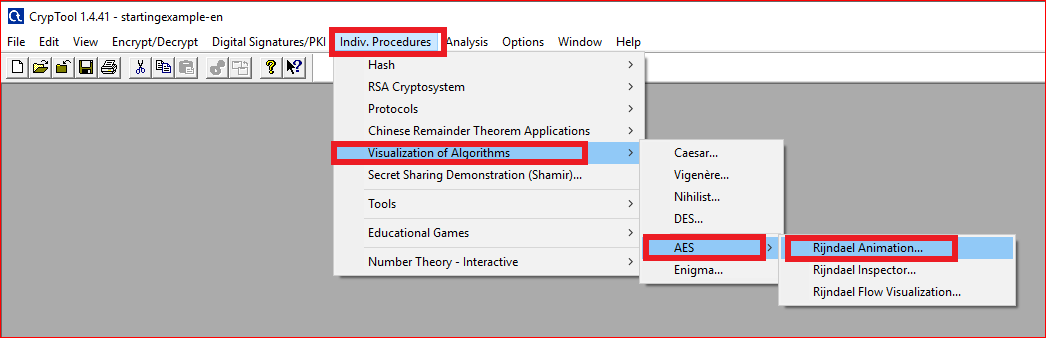 CrypTool 1.4.41 - startingexample-en
File Edit View Encrypt/Decrypt Digital Signatures/PKI Indiv. Procedures Analysis Options Window Help
Hash
RSA Cryptosystem
Protocols
Chinese Remainder Theorem Applications
Visualization of Algorithms
Secret Sharing Demonstration (Shamir)...
Tools
Educational Games
Number Theory - Interactive
Caesar...
Vigenère...
Nihilist...
DES...
AES
Enigma...
Rijndael Animation...
Rijndael Inspector...
Rijndael Flow Visualization...